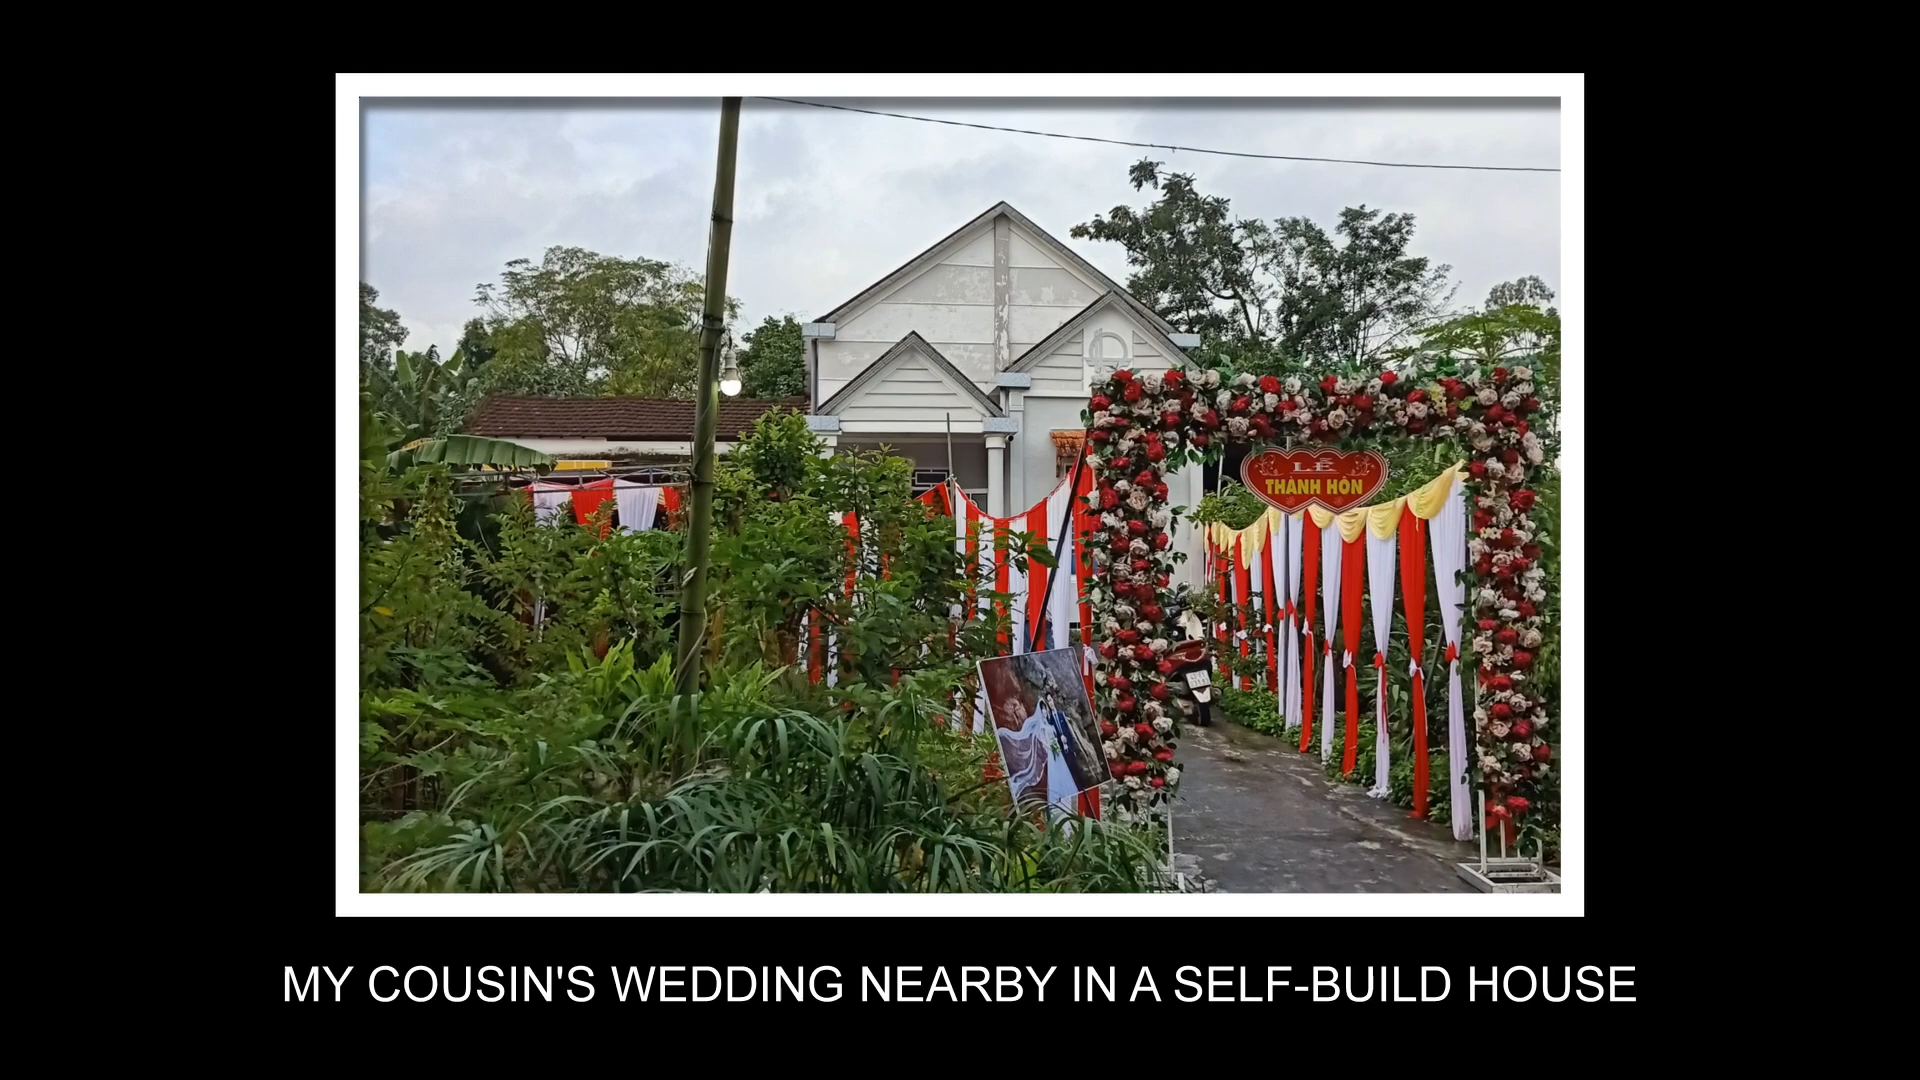 LỄ
THÀNH HÔN
MY COUSIN'S WEDDING NEARBY IN A SELF-BUILD HOUSE